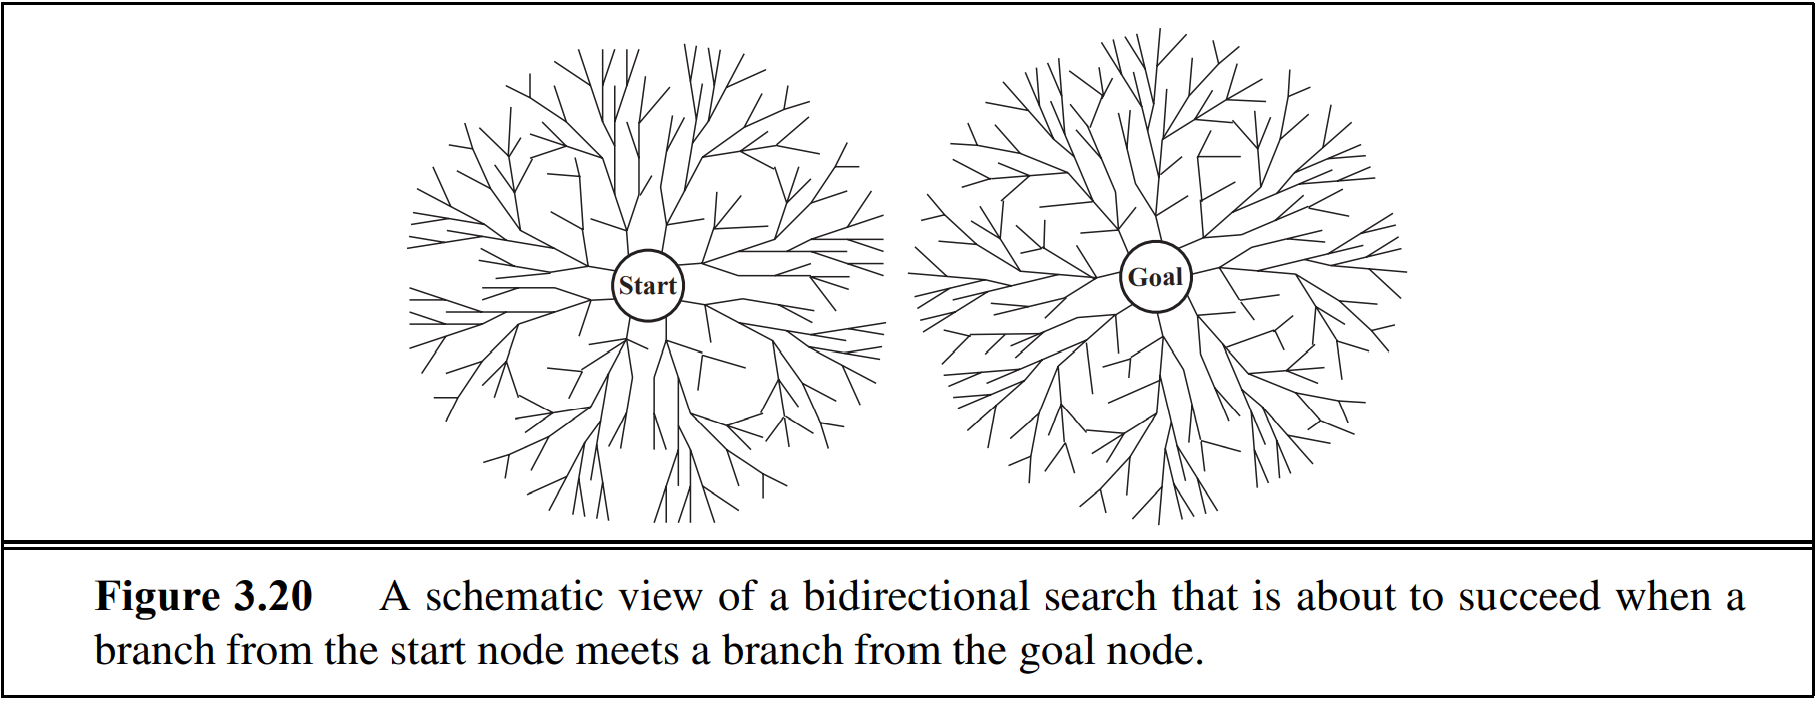 Start
Goal
Figure 3.20 A schematic view of a bidirectional search that is about to succeed when a
branch from the start node meets a branch from the goal node.